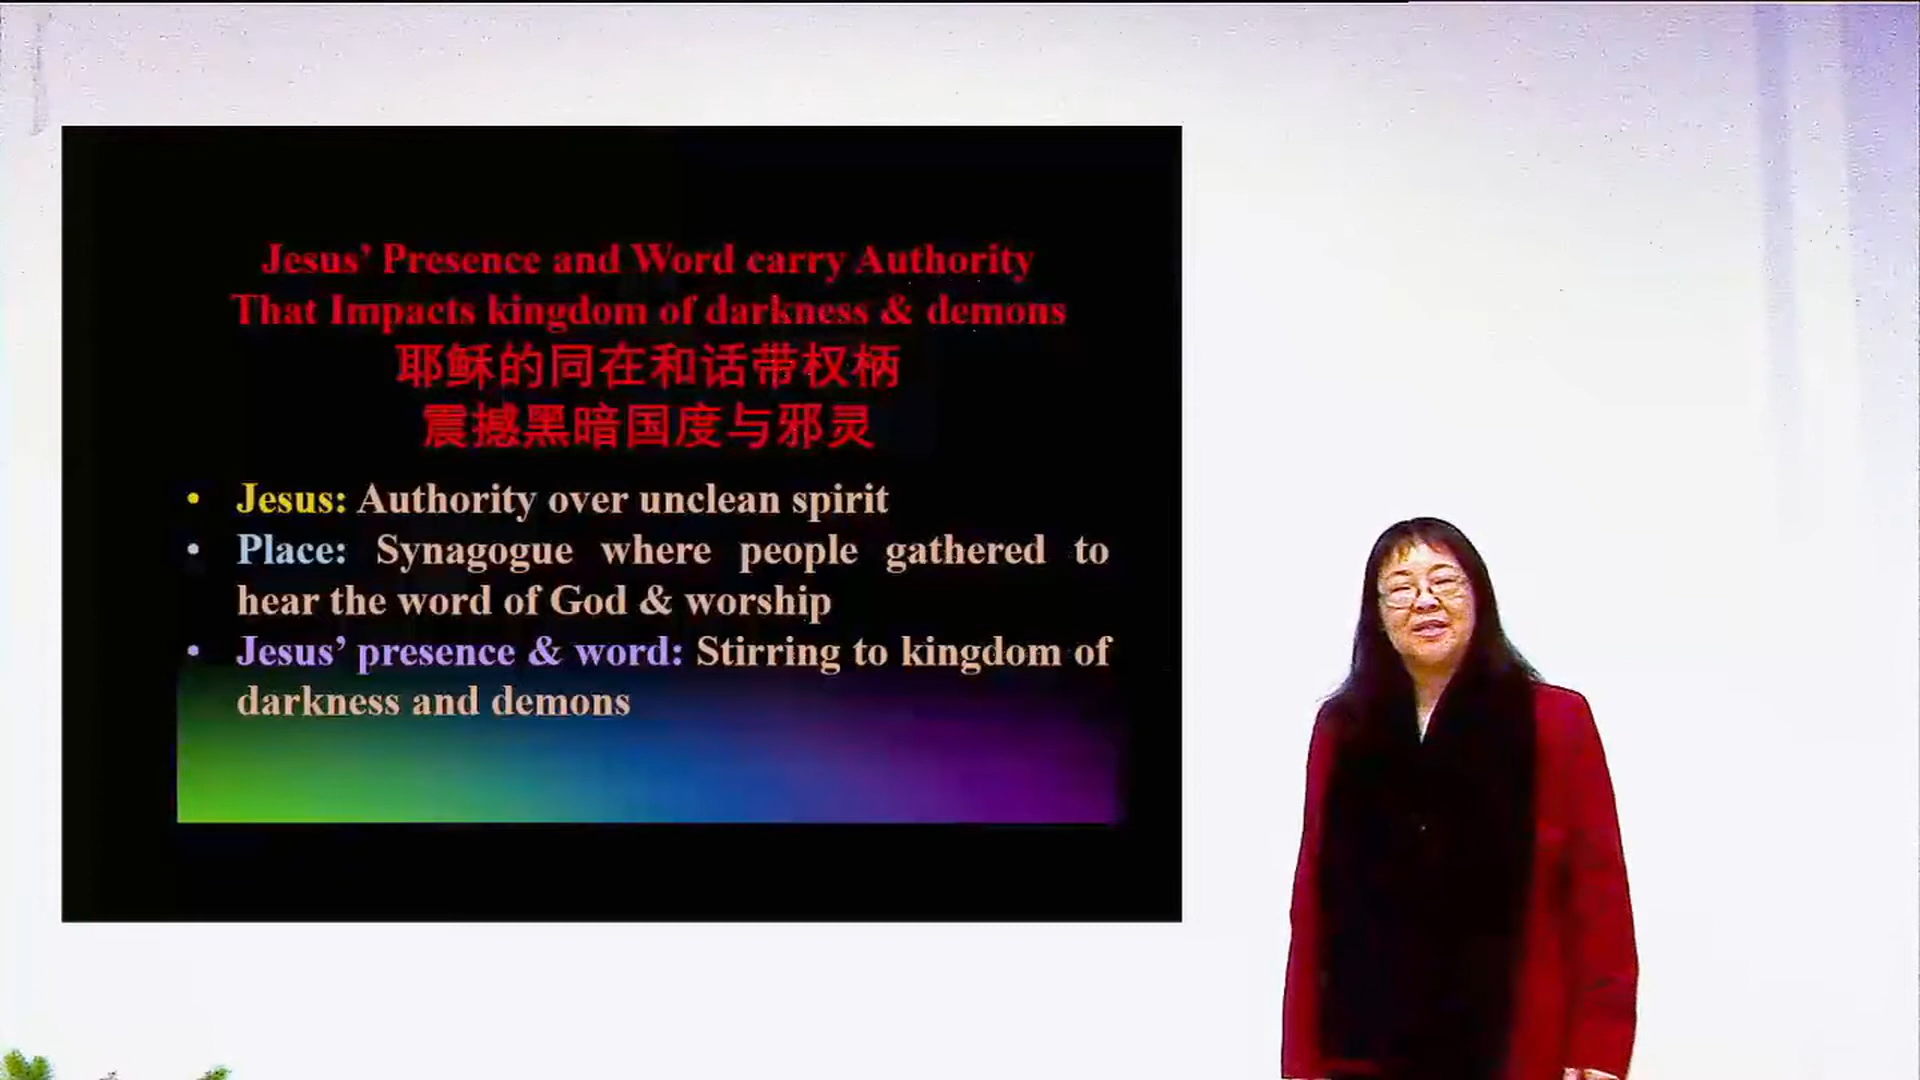 Jesus’ Presence and Word carry Authority
That Impacts kingdom of darkness & demons
耶稣的同在和话带权柄
震撼黑暗国度与邪灵
• Jesus: Authority over unclean spirit
• Place: Synagogue where people gathered to
hear the word of God & worship
• Jesus’ presence & word: Stirring to kingdom of
darkness and demons